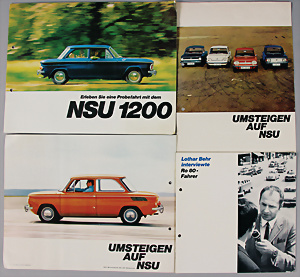 Erleben Sie eine Probefahrt mit dem
NSU 1200
UMSTEIGEN
AUF
NSU
UMSTEIGEN
AUF
NSU
Lothar Behr
interviewte
Ro 80-
Fahrer